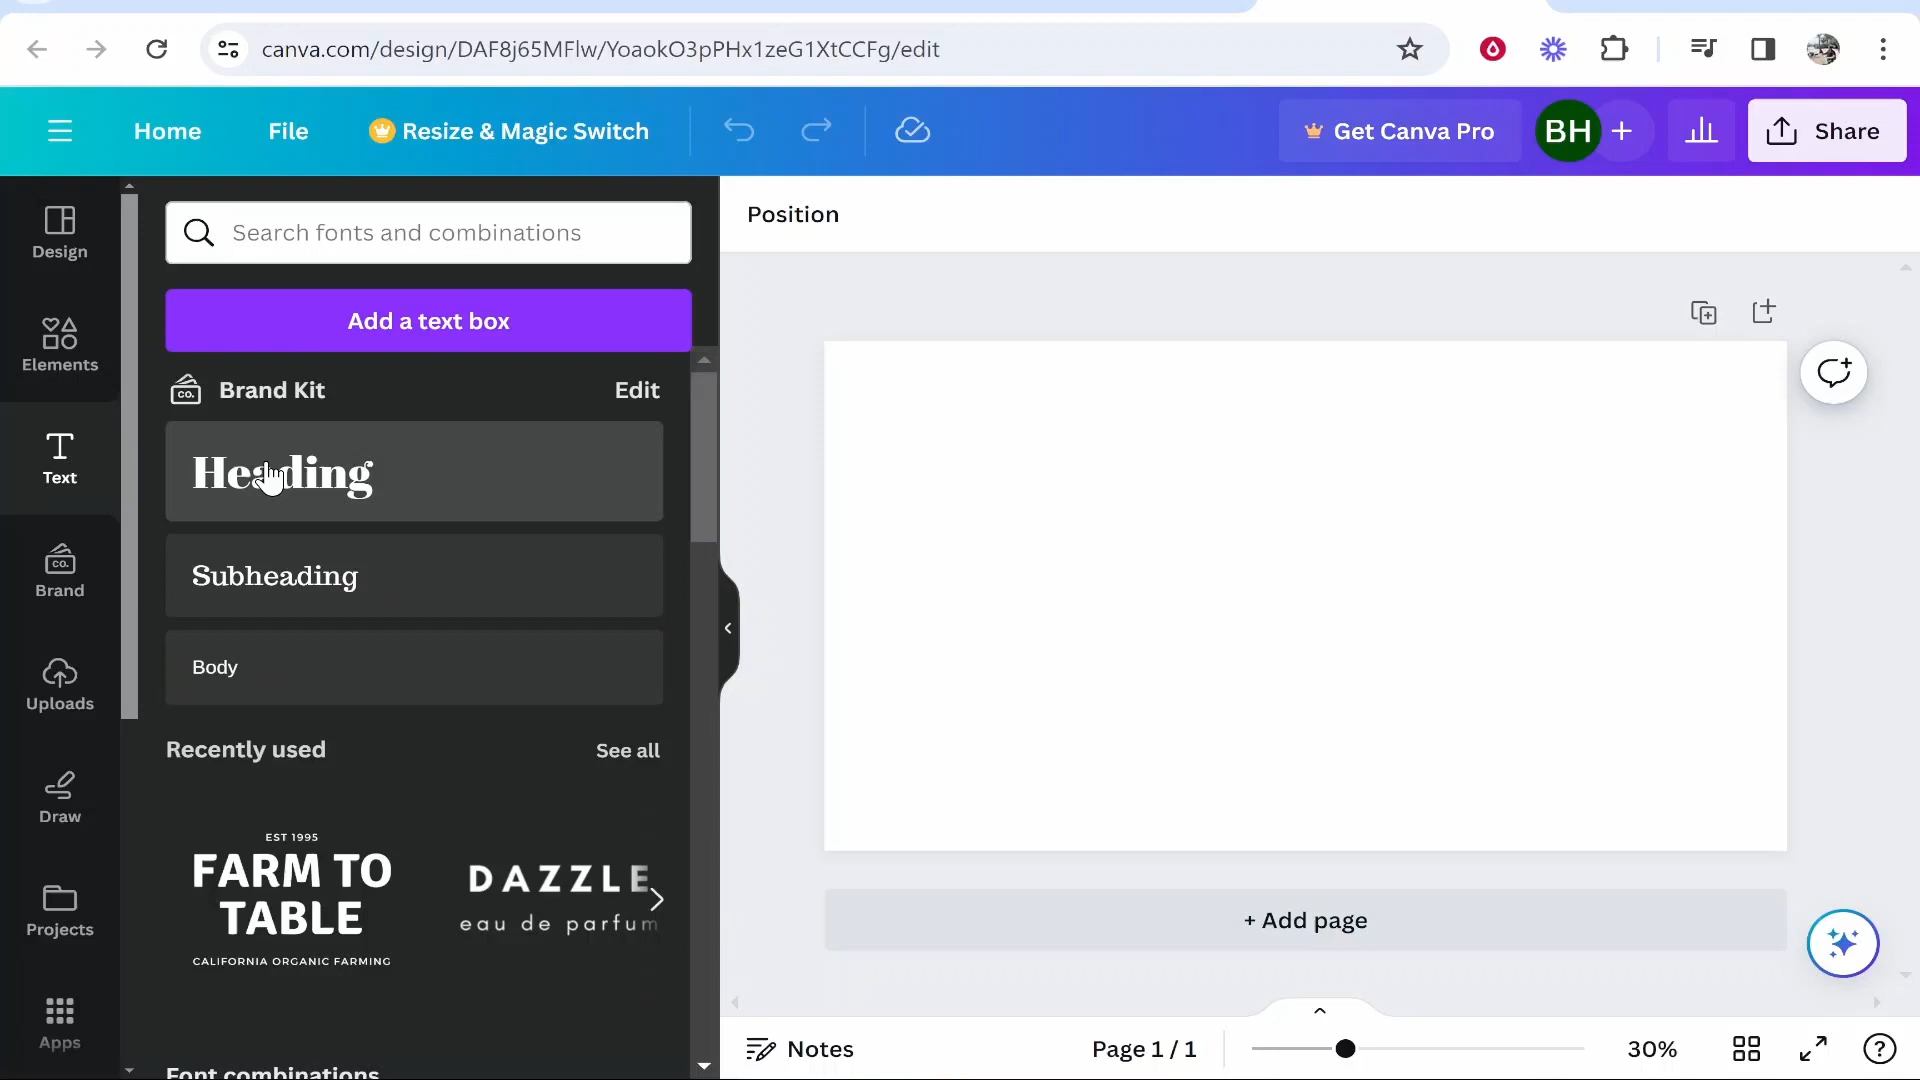 canva.com/design/DAF8j65MFlw/YoaokO3pPHx1zeG1XtCCFg/edit
Home
File
Resize & Magic Switch
Get Canva Pro
BH
Share
Design
Elements
Text
Brand
Uploads
Draw
Projects
Apps
Search fonts and combinations
Add a text box
co.
Brand Kit
Edit
Heading
Subheading
Body
Recently used
See all
EST 1995
FARM TO
TABLE
CALIFORNIA ORGANIC FARMING
DAZZLE
eau de parfum
Font combinations
Position
+ Add page
Notes
Page 1 / 1
30%